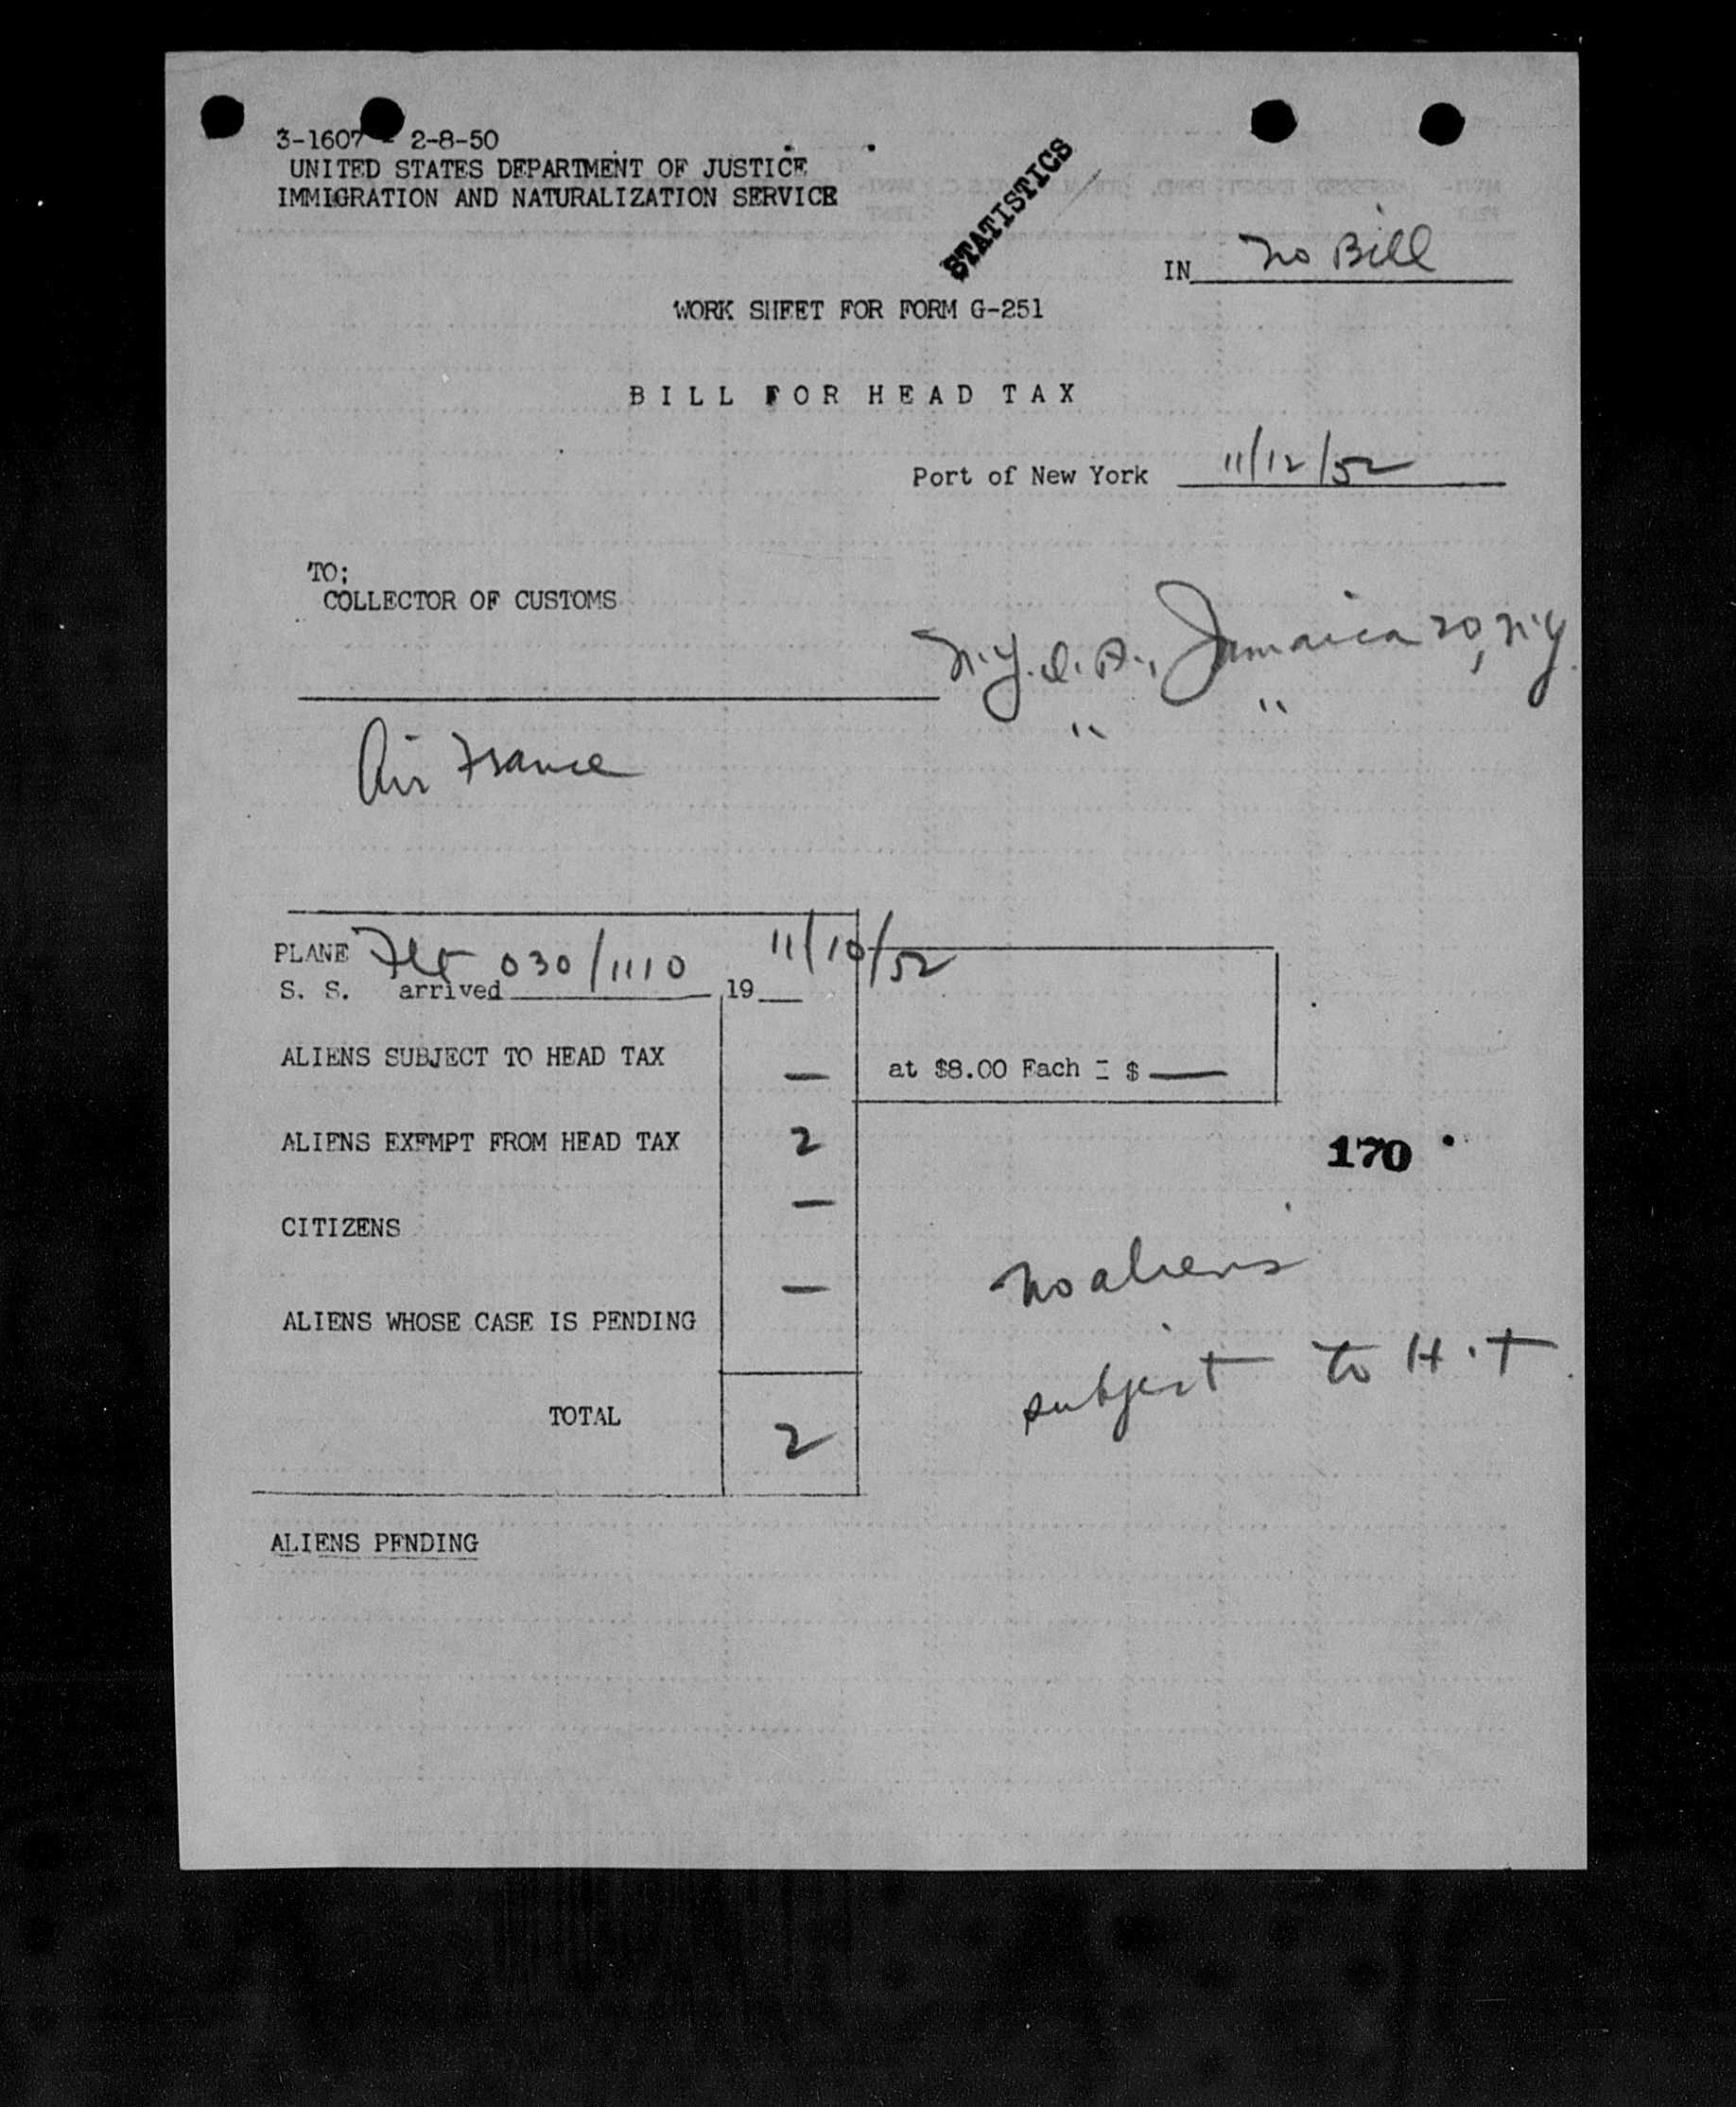 3-1607 - 2-8-50
UNITED STATES DEPARTMENT OF JUSTICE
IMMIGRATION AND NATURALIZATION SERVICE
STATISTICS
IN No Bill
WORK SHEET FOR FORM G-251
BILL FOR HEAD TAX
Port of New York 11/12/52
TO:
COLLECTOR OF CUSTOMS
N.Y.I.A., Jamaica 30, N.Y.
" "
Air France
PLANE Flt 030/1110 11/10/52
S. S. arrived ,19
ALIENS SUBJECT TO HEAD TAX — at $8.00 Each = $ —
ALIENS EXEMPT FROM HEAD TAX 2
170
CITIZENS —
No aliens
ALIENS WHOSE CASE IS PENDING —
subject to H.T.
TOTAL 2
ALIENS PENDING